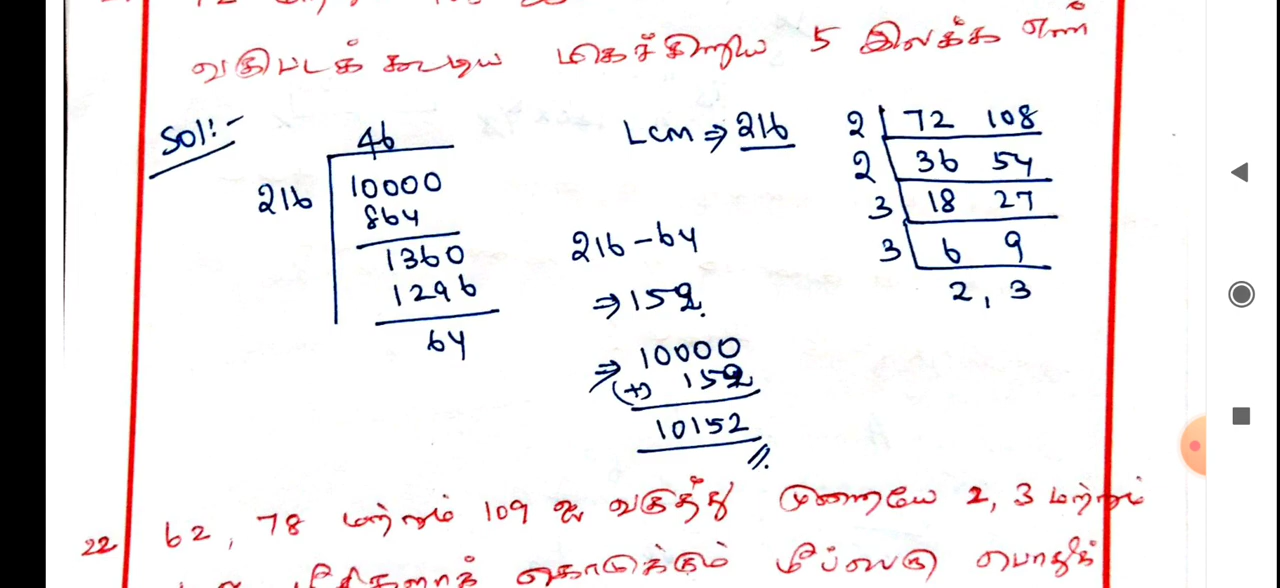 வகுபடக் கூடிய மிகச்சிறிய 5 இலக்க எண்
Sol:-
46
216 10000
864
1360
1296
64
LCM ⇒ 216
216-64
⇒ 152
⇒ 10000
(+) 152
10152
2 72 108
2 36 54
3 18 27
3 6 9
2, 3
22 62, 78 மற்றும் 109 ஐ வகுத்து முறையே 2, 3 மற்றும்
கொடுக்கும் மீப்பெரு பொதுக்